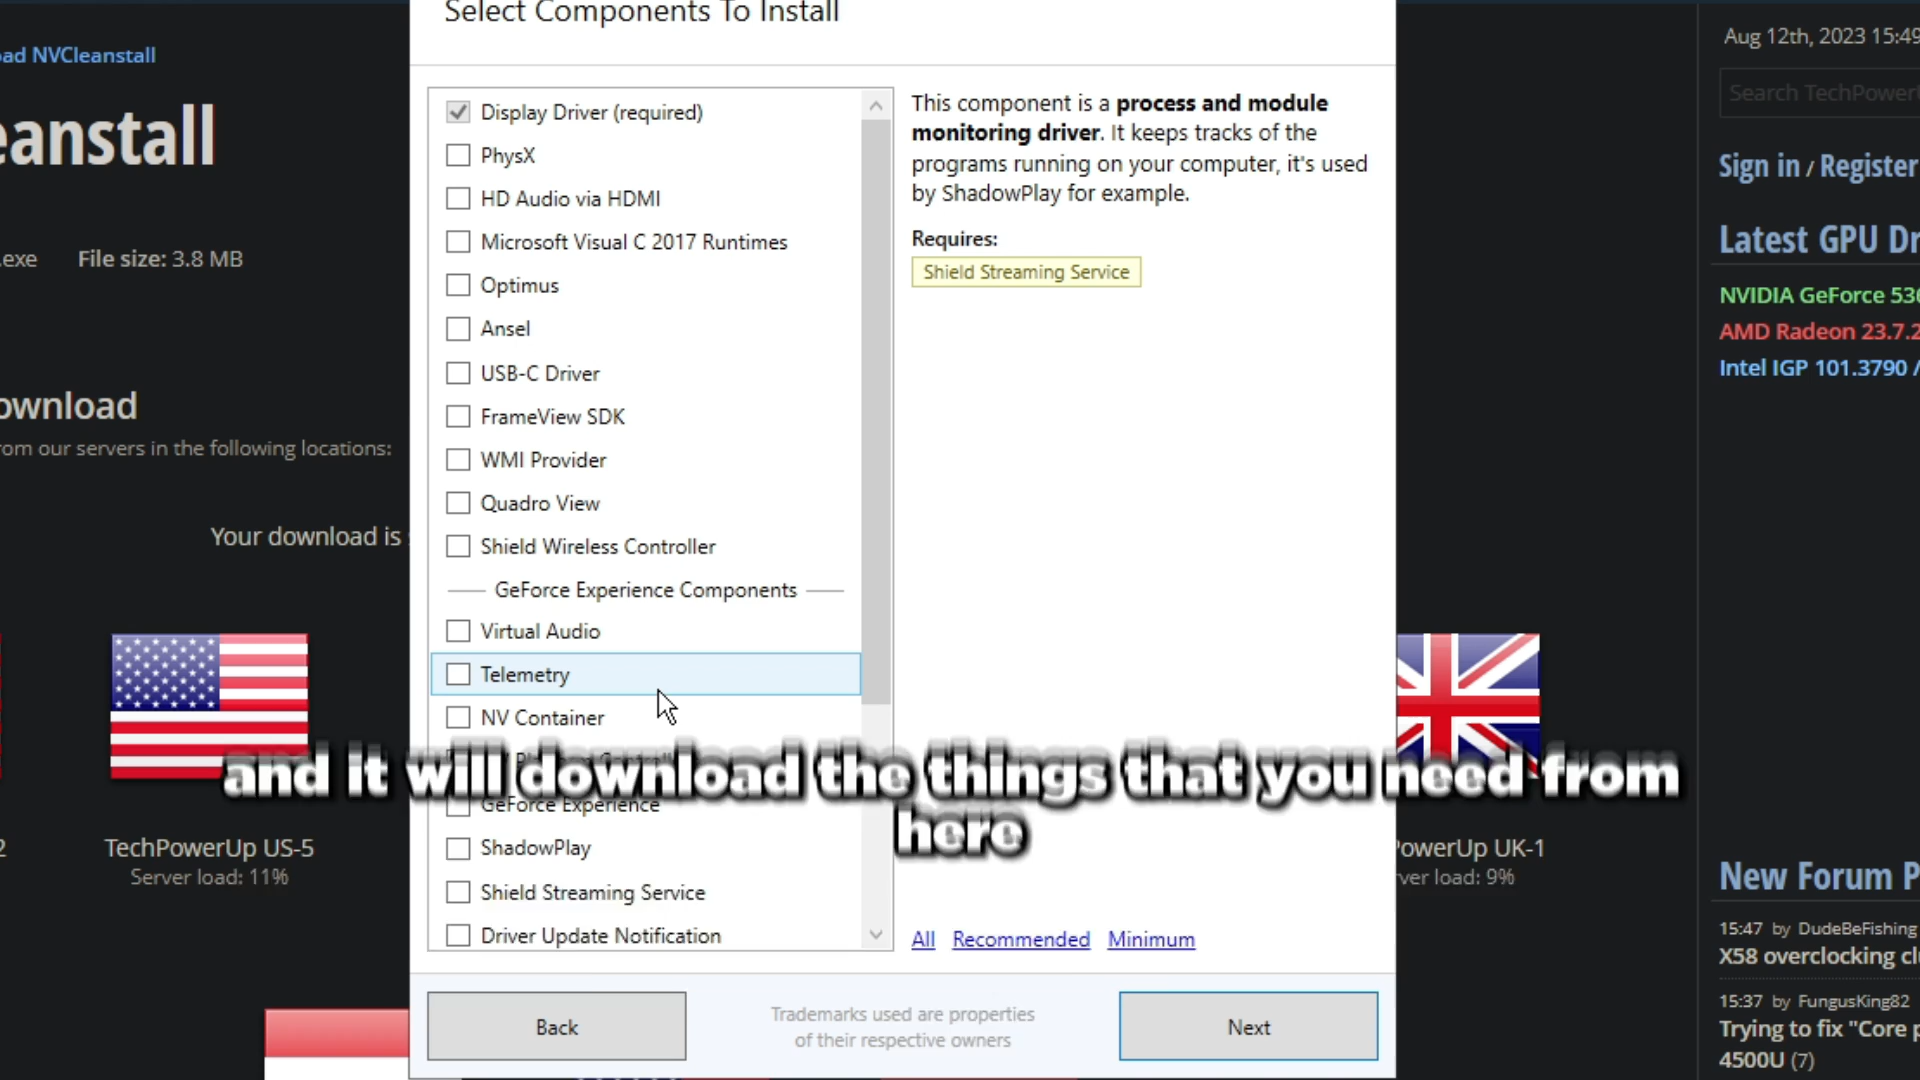 Select Components To Install
ad NVCleanstall
eanstall
.exe File size: 3.8 MB
ownload
rom our servers in the following locations:
Your download is
Display Driver (required)
PhysX
HD Audio via HDMI
Microsoft Visual C 2017 Runtimes
Optimus
Ansel
USB-C Driver
FrameView SDK
WMI Provider
Quadro View
Shield Wireless Controller
GeForce Experience Components
Virtual Audio
Telemetry
NV Container
GeForce Experience
ShadowPlay
Shield Streaming Service
Driver Update Notification
This component is a process and module
monitoring driver. It keeps tracks of the
programs running on your computer, it's used
by ShadowPlay for example.
Requires:
Shield Streaming Service
and it will download the things that you need from
here
All Recommended Minimum
Back
Trademarks used are properties
of their respective owners
Next
2
TechPowerUp US-5
Server load: 11%
PowerUp UK-1
ver load: 9%
Aug 12th, 2023 15:49
Search TechPowerU
Sign in / Register
Latest GPU Dr
NVIDIA GeForce 536
AMD Radeon 23.7.2
Intel IGP 101.3790 /
New Forum P
15:47 by DudeBeFishing
X58 overclocking clu
15:37 by FungusKing82
Trying to fix "Core p
4500U (7)